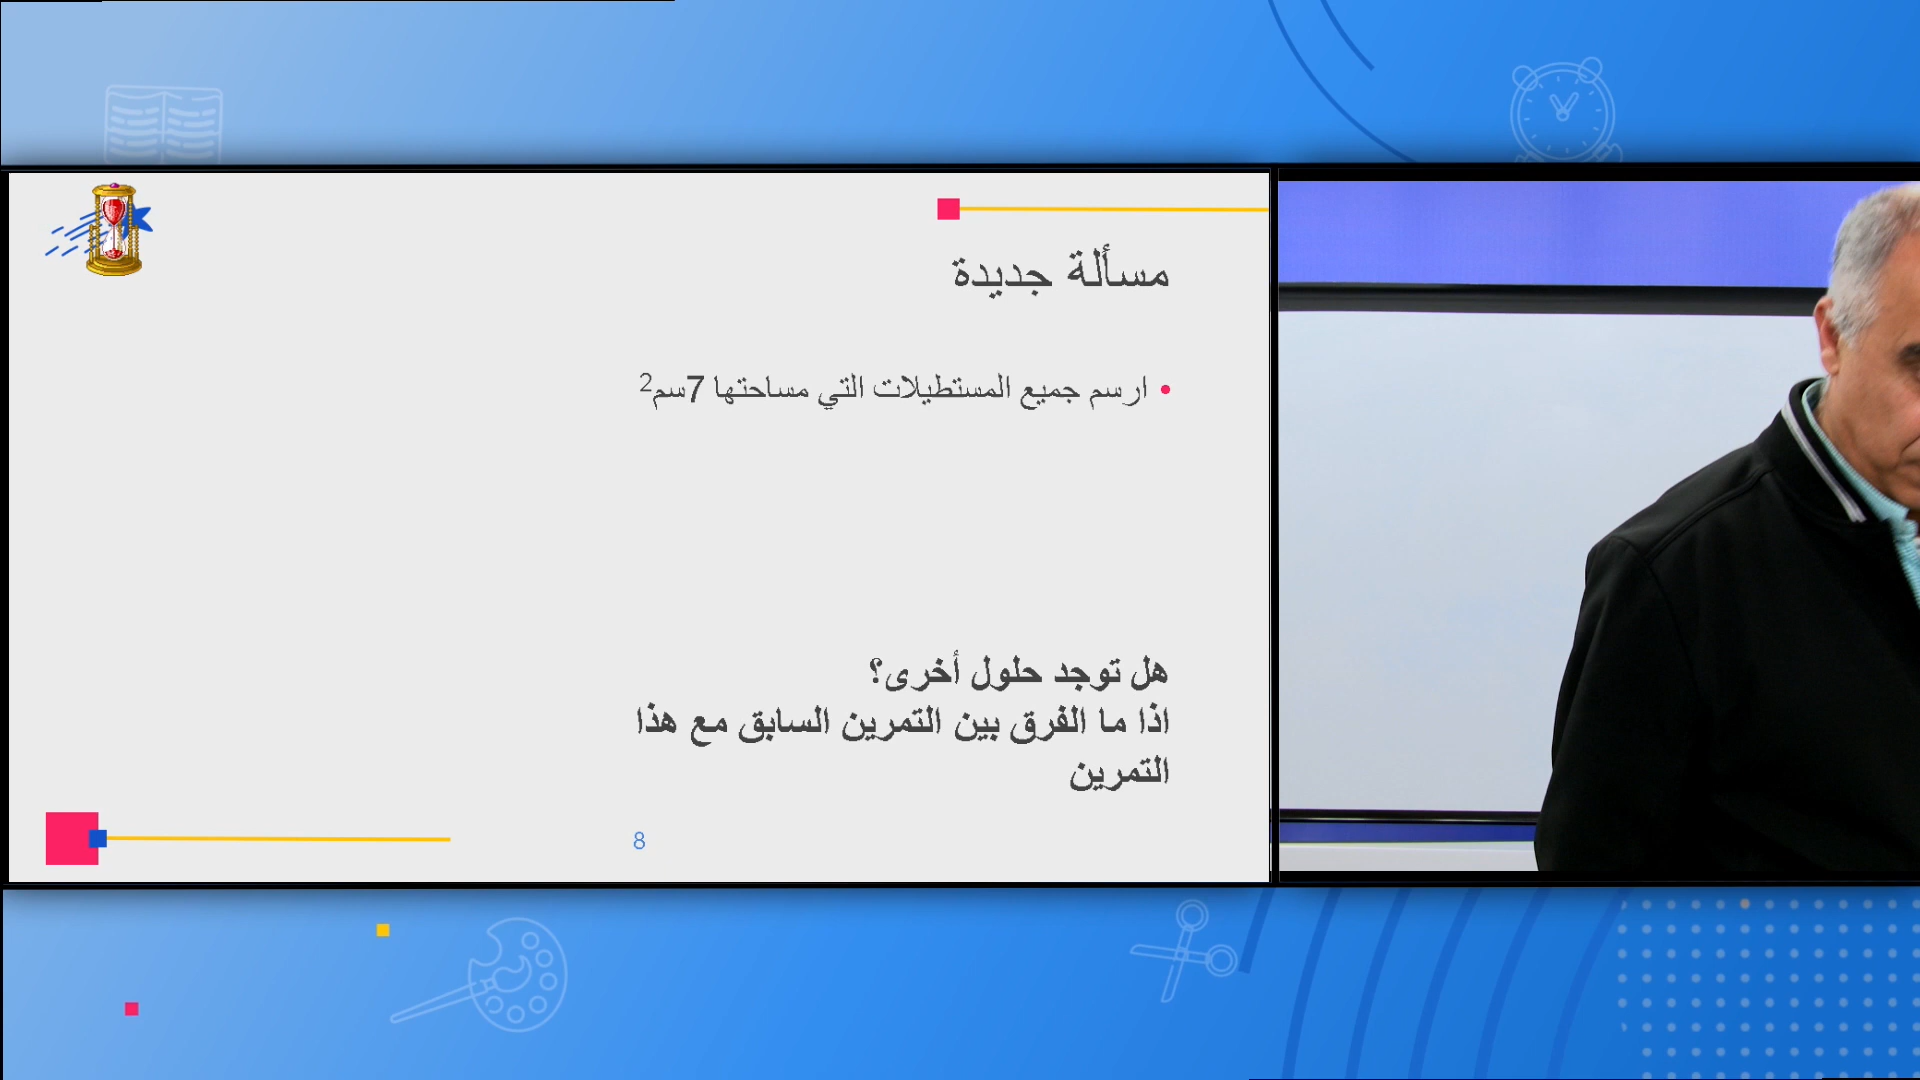 مسألة جديدة
• ارسم جميع المستطيلات التي مساحتها 7سم2
هل توجد حلول أخرى؟
اذا ما الفرق بين التمرين السابق مع هذا
التمرين
8